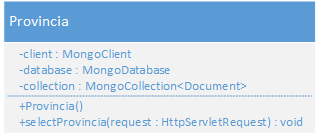 Provincia
-client : MongoClient
-database : MongoDatabase
-collection : MongoCollection<Document>
+Provincia()
+selectProvincia(request : HttpServletRequest) : void